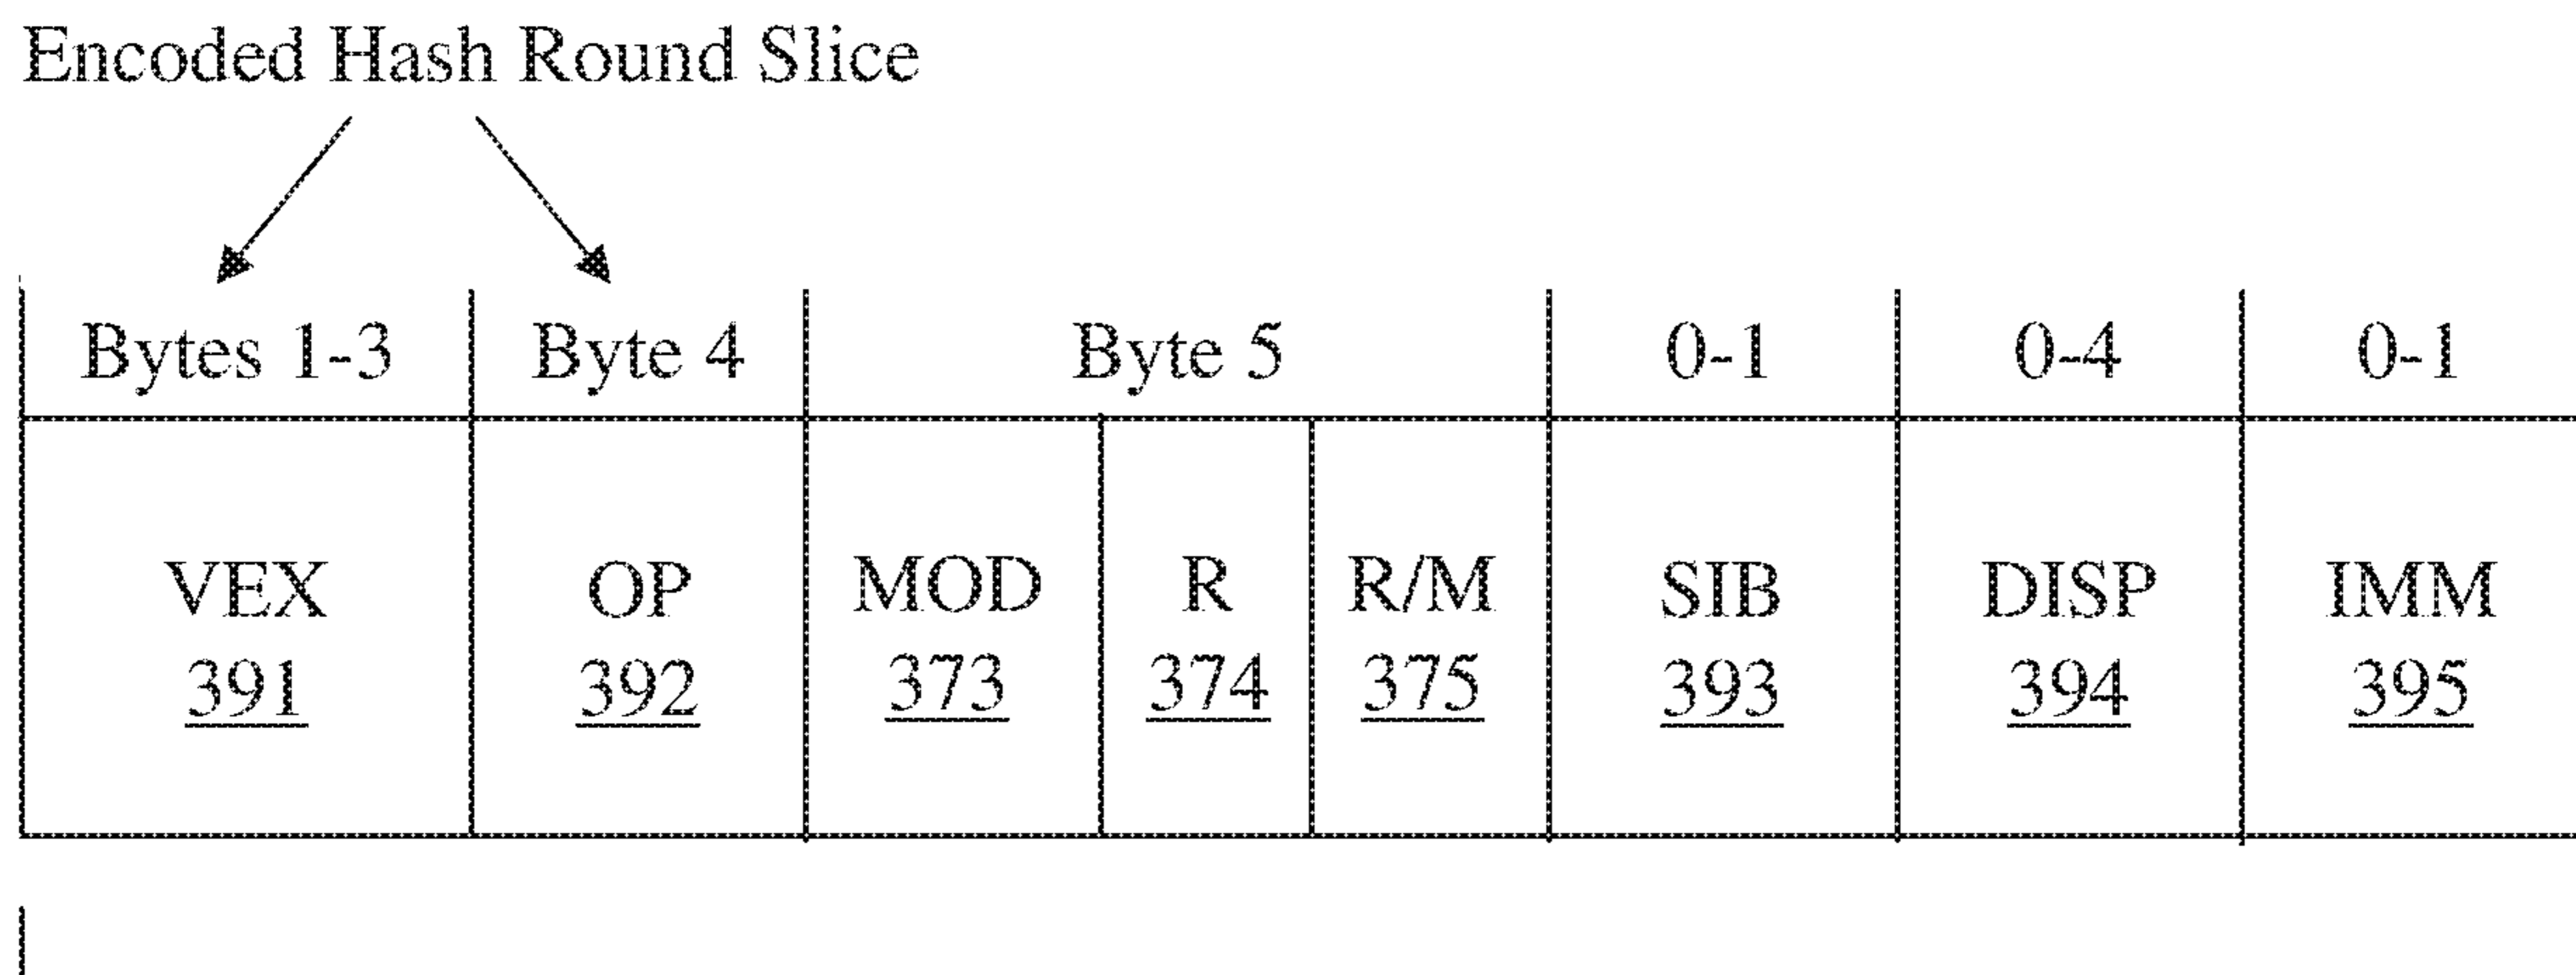 Encoded Hash Round Slice
Bytes 1-3 Byte 4 Byte 5 0-1 0-4 0-1
VEX OP MOD R R/M SIB DISP IMM
391 392 373 374 375 393 394 395